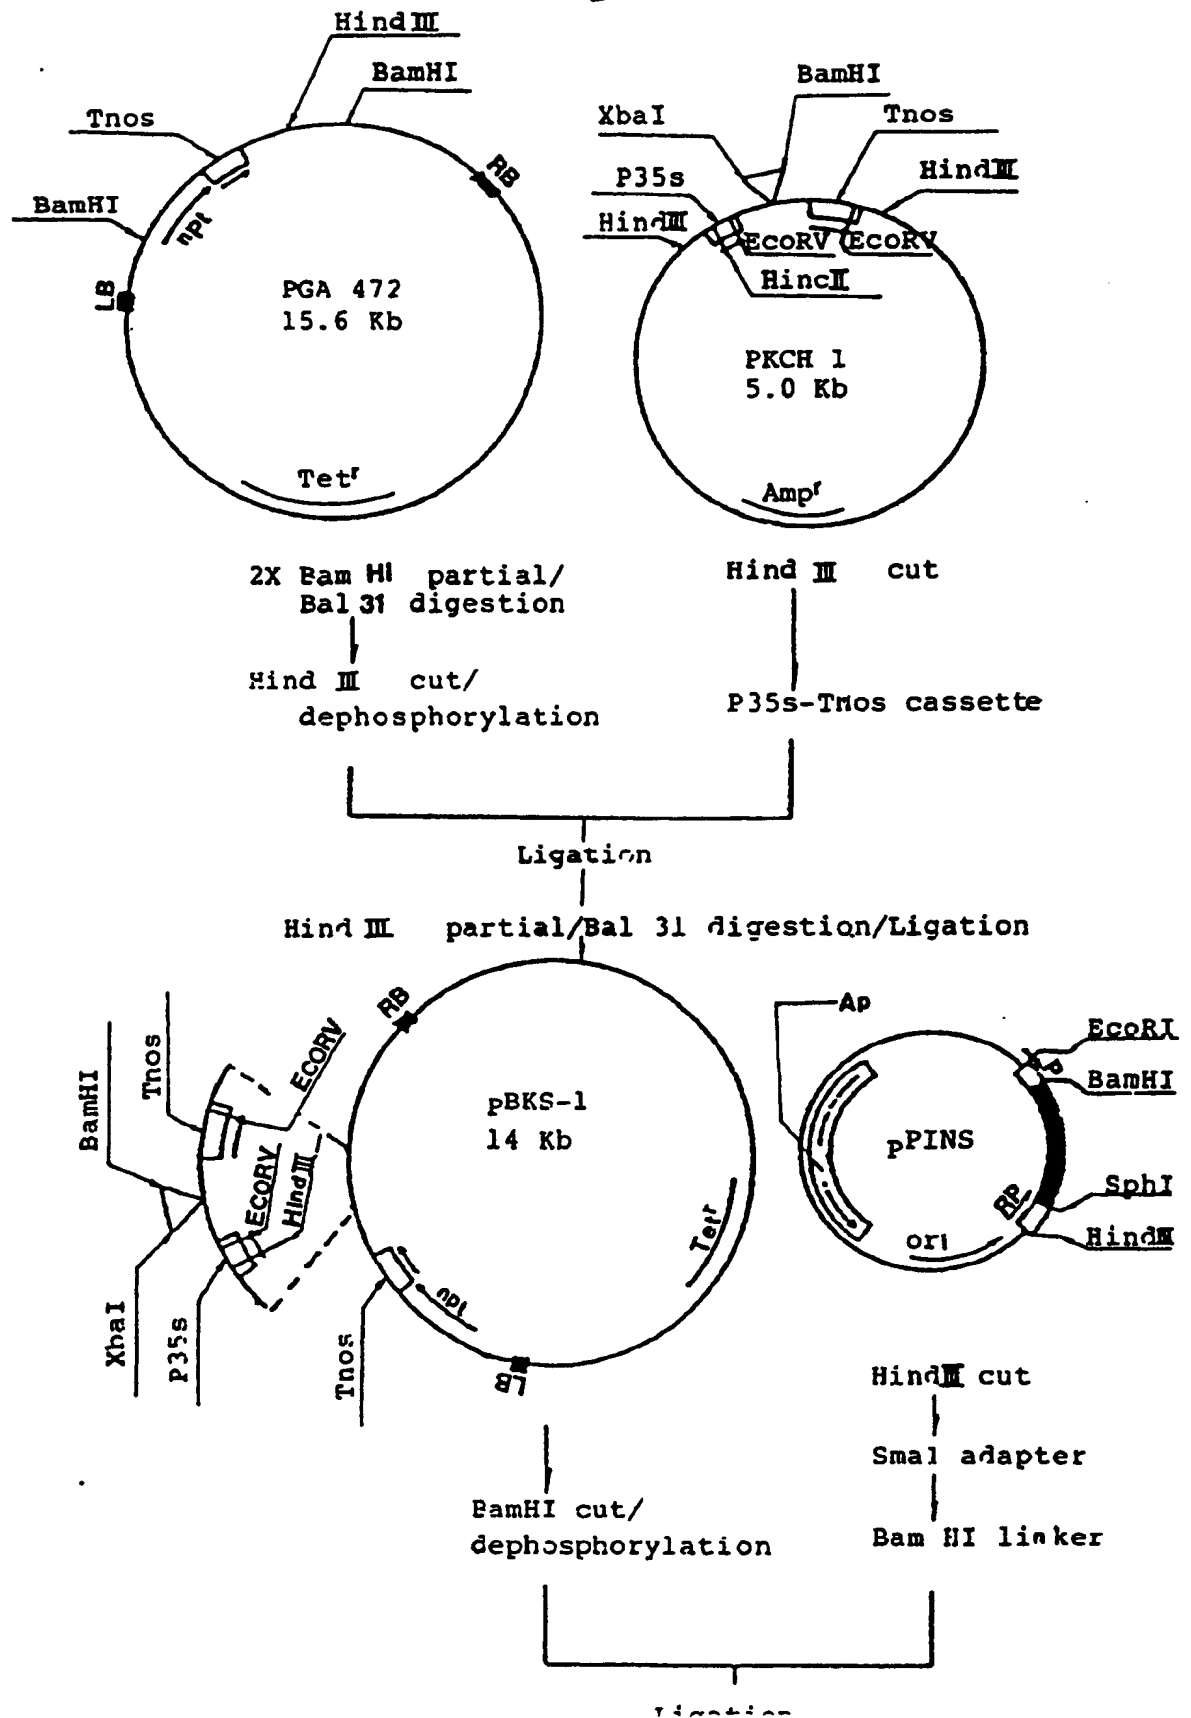 Hind III
BamHI
Tnos
BamHI
npt
RB
LB
PGA 472
15.6 Kb
Tetr
BamHI
XbaI
Tnos
P35s
HindIII
HindIII
EcoRV
EcoRV
HincII
PKCH 1
5.0 Kb
Ampr
2X Bam HI partial/
Bal 31 digestion
Hind III cut/
dephosphorylation
Hind III cut
P35s-Tnos cassette
Ligation
Hind III partial/Bal 31 digestion/Ligation
BamHI
Tnos
ECORV
ECORV
HindIII
XbaI
P35s
Tnos
RB
pBKS-1
14 Kb
Tetr
npt
LB
Ap
EcoRI
P
BamHI
pPINS
SphI
RP
HindIII
ori
BamHI cut/
dephosphorylation
HindIII cut
SmaI adapter
Bam HI linker
Ligation